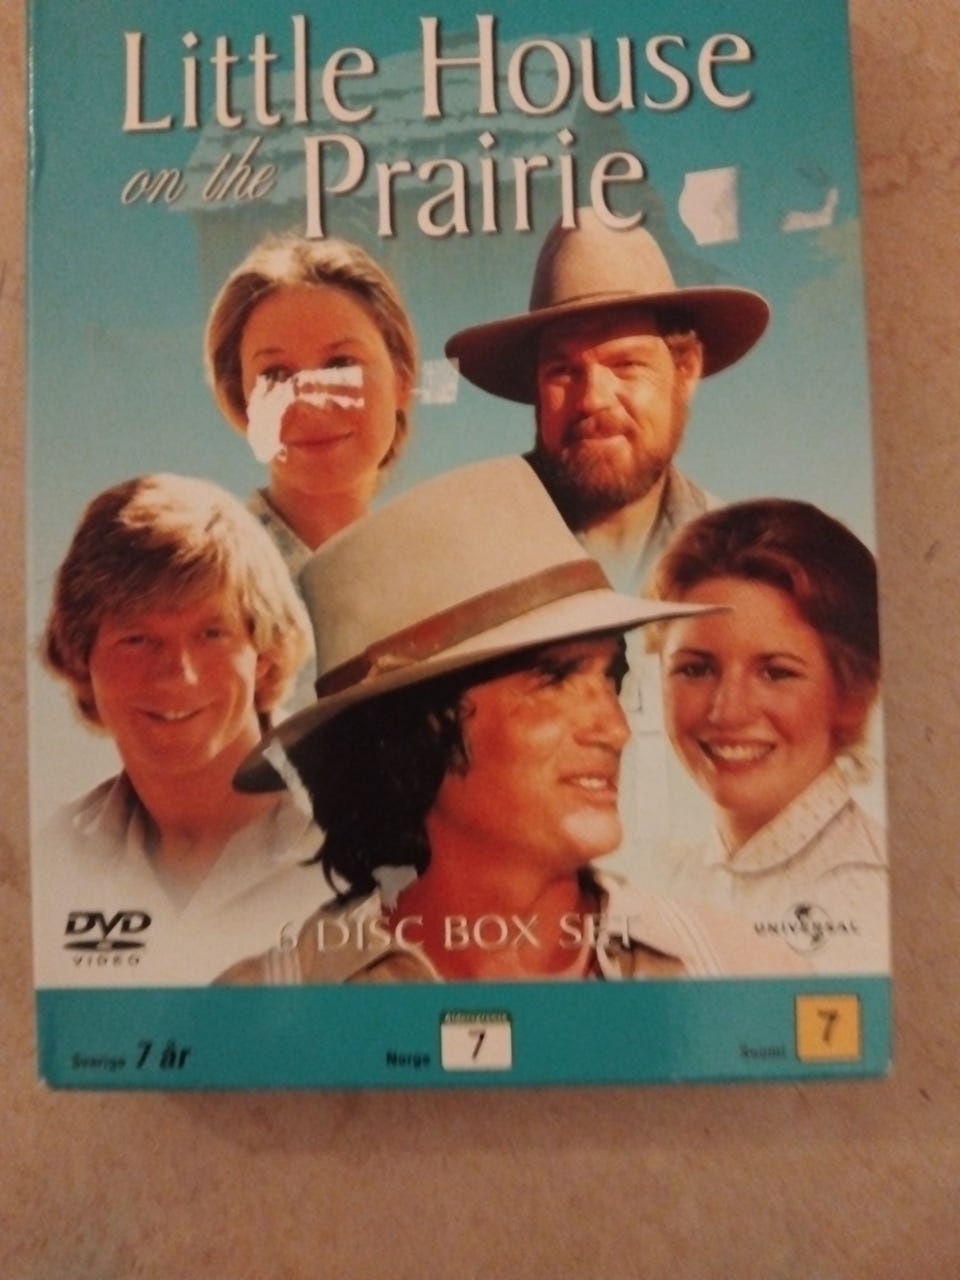 Little House
on the Prairie
6 DISC BOX SET
DVD
VIDEO
UNIVERSAL
Sverige 7 år
Norge
Aldersgrense
7
Suomi 7